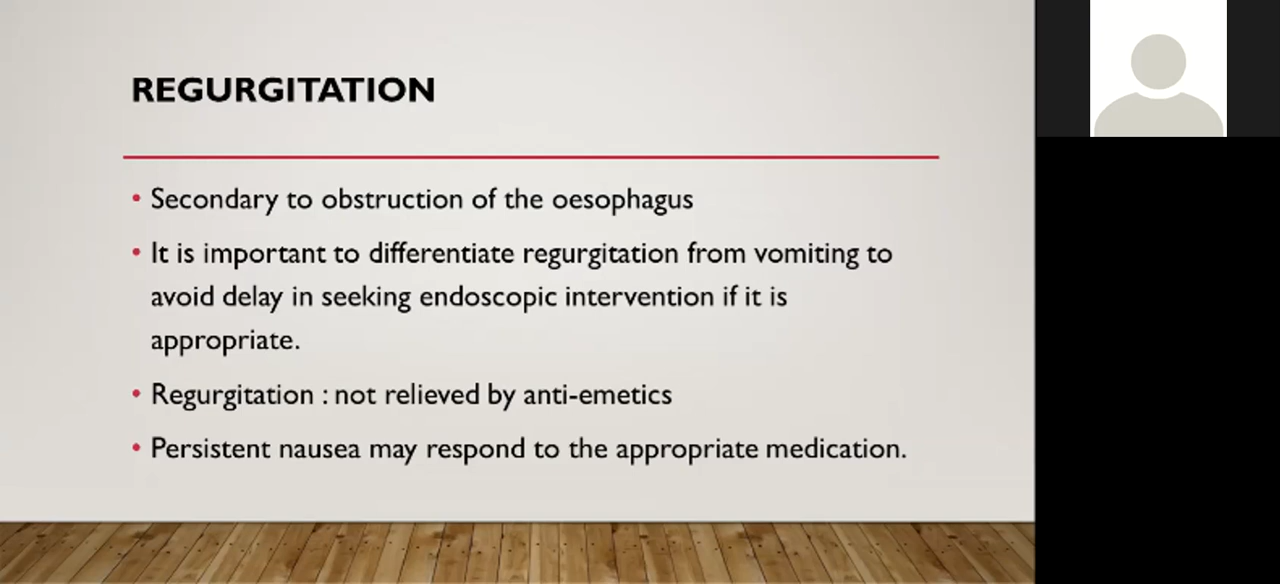 REGURGITATION
• Secondary to obstruction of the oesophagus
• It is important to differentiate regurgitation from vomiting to
avoid delay in seeking endoscopic intervention if it is
appropriate.
• Regurgitation : not relieved by anti-emetics
• Persistent nausea may respond to the appropriate medication.